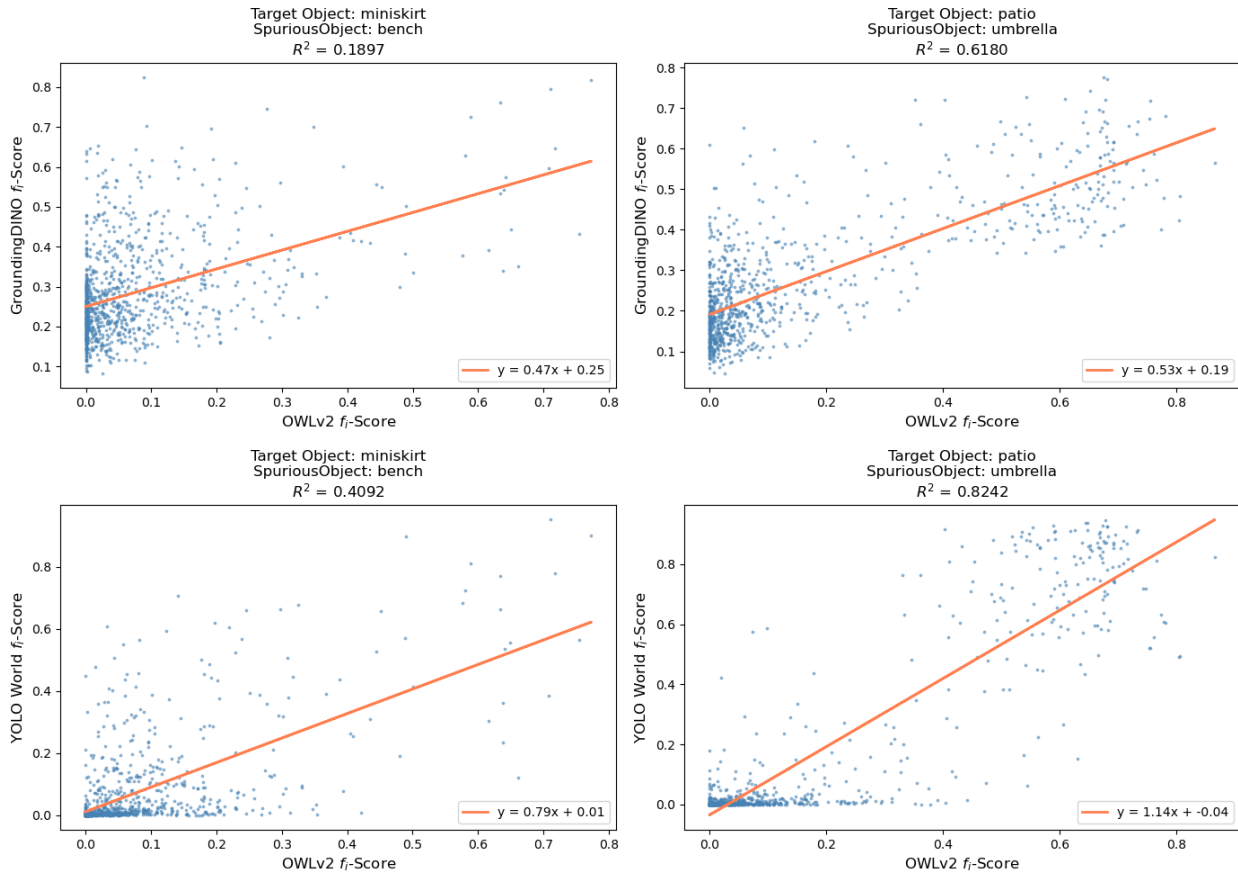 Target Object: miniskirt
SpuriousObject: bench
R² = 0.1897
0.8
0.7
0.6
0.5
0.4
0.3
0.2
0.1
GroundingDINO fᵢ-Score
y = 0.47x + 0.25
0.0 0.1 0.2 0.3 0.4 0.5 0.6 0.7 0.8
OWLv2 fᵢ-Score
Target Object: patio
SpuriousObject: umbrella
R² = 0.6180
0.8
0.7
0.6
0.5
0.4
0.3
0.2
0.1
GroundingDINO fᵢ-Score
y = 0.53x + 0.19
0.0 0.2 0.4 0.6 0.8
OWLv2 fᵢ-Score
Target Object: miniskirt
SpuriousObject: bench
R² = 0.4092
0.8
0.6
0.4
0.2
0.0
YOLO World fᵢ-Score
y = 0.79x + 0.01
0.0 0.1 0.2 0.3 0.4 0.5 0.6 0.7 0.8
OWLv2 fᵢ-Score
Target Object: patio
SpuriousObject: umbrella
R² = 0.8242
0.8
0.6
0.4
0.2
0.0
YOLO World fᵢ-Score
y = 1.14x + -0.04
0.0 0.2 0.4 0.6 0.8
OWLv2 fᵢ-Score